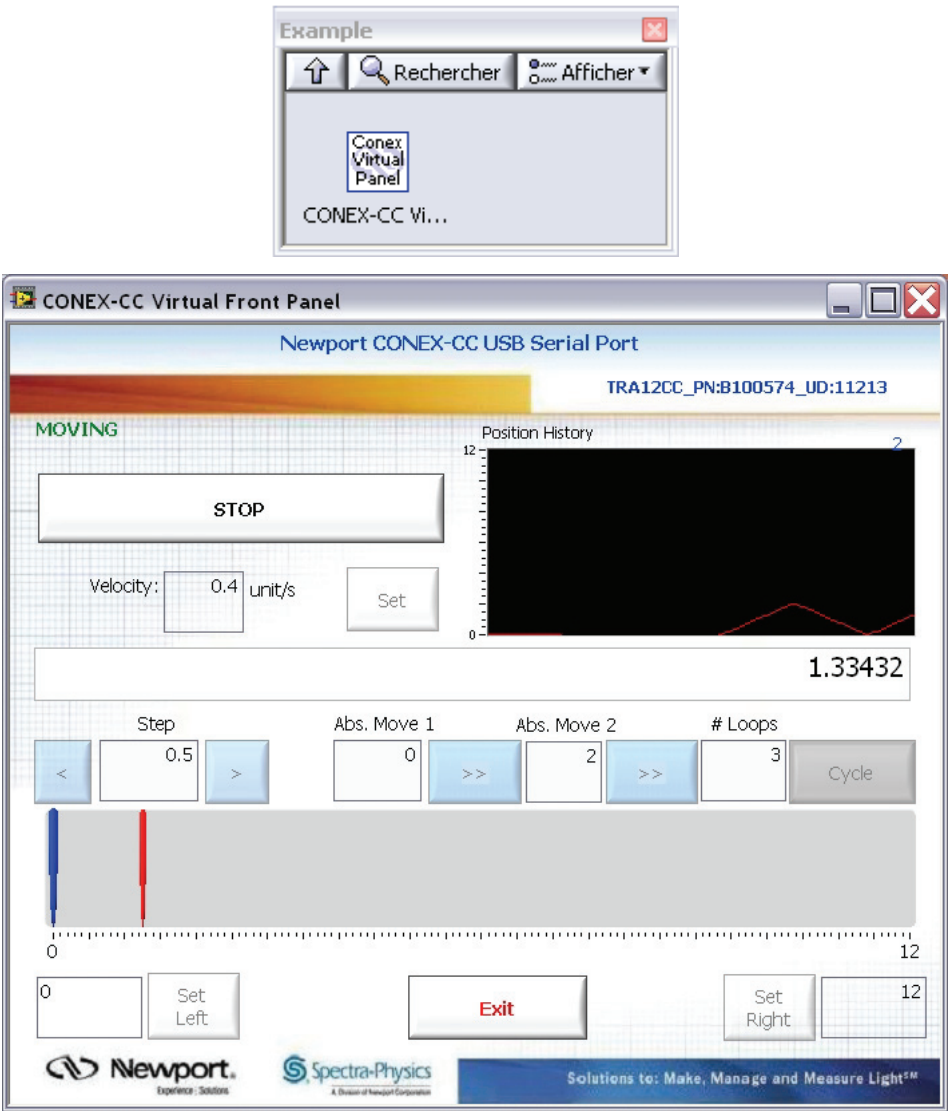 Example
Rechercher Afficher
Conex
Virtual
Panel
CONEX-CC Vi...
CONEX-CC Virtual Front Panel
Newport CONEX-CC USB Serial Port
TRA12CC_PN:B100574_UD:11213
MOVING
Position History
2
12
STOP
Velocity: 0.4 unit/s Set
0
1.33432
Step Abs. Move 1 Abs. Move 2 # Loops
< 0.5 > 0 >> 2 >> 3 Cycle
0 12
0 Set Left Exit Set Right 12
Newport.
Experience | Solutions
Spectra-Physics
A Division of Newport Corporation
Solutions to: Make, Manage and Measure Light℠